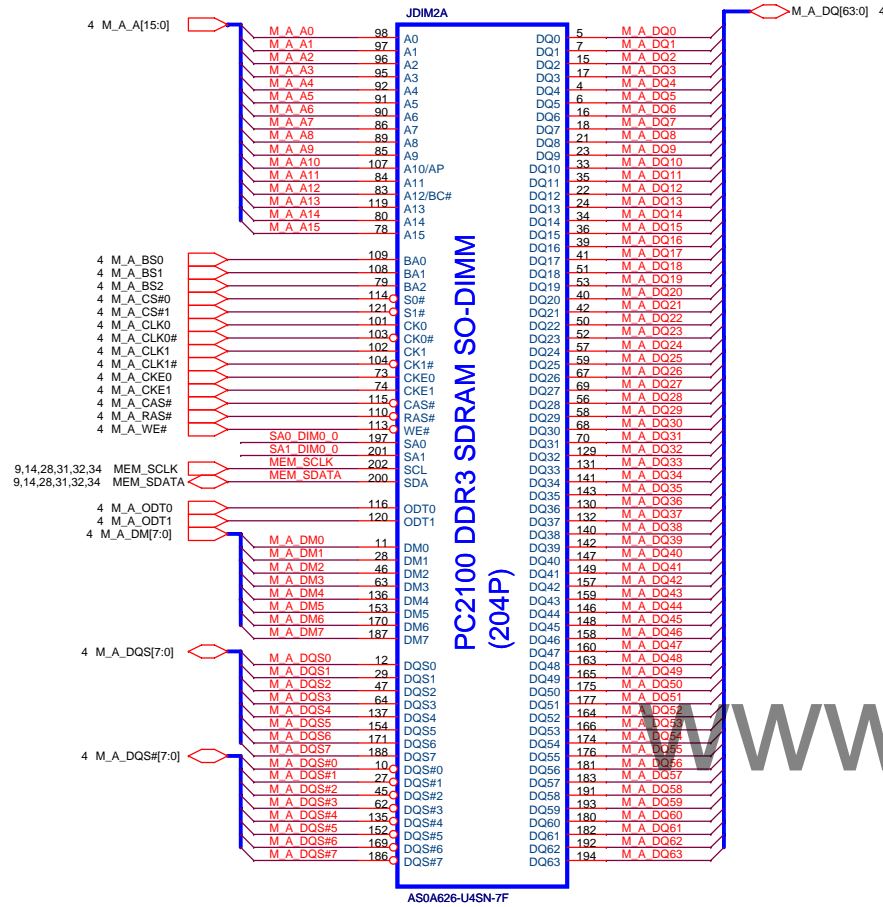 JDIM2A
4 M_A_A[15:0]
M_A_A0 98 A0
M_A_A1 97 A1
M_A_A2 96 A2
M_A_A3 95 A3
M_A_A4 92 A4
M_A_A5 91 A5
M_A_A6 90 A6
M_A_A7 86 A7
M_A_A8 89 A8
M_A_A9 85 A9
M_A_A10 107 A10/AP
M_A_A11 84 A11
M_A_A12 83 A12/BC#
M_A_A13 119 A13
M_A_A14 80 A14
M_A_A15 78 A15
4 M_A_BS0 109 BA0
4 M_A_BS1 108 BA1
4 M_A_BS2 79 BA2
4 M_A_CS#0 114 S0#
4 M_A_CS#1 121 S1#
4 M_A_CLK0 101 CK0
4 M_A_CLK0# 103 CK0#
4 M_A_CLK1 102 CK1
4 M_A_CLK1# 104 CK1#
4 M_A_CKE0 73 CKE0
4 M_A_CKE1 74 CKE1
4 M_A_CAS# 115 CAS#
4 M_A_RAS# 110 RAS#
4 M_A_WE# 113 WE#
SA0_DIM0_0 197 SA0
SA1_DIM0_0 201 SA1
9,14,28,31,32,34 MEM_SCLK MEM_SCLK 202 SCL
9,14,28,31,32,34 MEM_SDATA MEM_SDATA 200 SDA
4 M_A_ODT0 116 ODT0
4 M_A_ODT1 120 ODT1
4 M_A_DM[7:0]
M_A_DM0 11 DM0
M_A_DM1 28 DM1
M_A_DM2 46 DM2
M_A_DM3 63 DM3
M_A_DM4 136 DM4
M_A_DM5 153 DM5
M_A_DM6 170 DM6
M_A_DM7 187 DM7
4 M_A_DQS[7:0]
M_A_DQS0 12 DQS0
M_A_DQS1 29 DQS1
M_A_DQS2 47 DQS2
M_A_DQS3 64 DQS3
M_A_DQS4 137 DQS4
M_A_DQS5 154 DQS5
M_A_DQS6 171 DQS6
M_A_DQS7 188 DQS7
4 M_A_DQS#[7:0]
M_A_DQS#0 10 DQS#0
M_A_DQS#1 27 DQS#1
M_A_DQS#2 45 DQS#2
M_A_DQS#3 62 DQS#3
M_A_DQS#4 135 DQS#4
M_A_DQS#5 152 DQS#5
M_A_DQS#6 169 DQS#6
M_A_DQS#7 186 DQS#7
PC2100 DDR3 SDRAM SO-DIMM
(204P)
M_A_DQ[63:0] 4
DQ0 5 M_A_DQ0
DQ1 7 M_A_DQ1
DQ2 15 M_A_DQ2
DQ3 17 M_A_DQ3
DQ4 4 M_A_DQ4
DQ5 6 M_A_DQ5
DQ6 16 M_A_DQ6
DQ7 18 M_A_DQ7
DQ8 21 M_A_DQ8
DQ9 23 M_A_DQ9
DQ10 33 M_A_DQ10
DQ11 35 M_A_DQ11
DQ12 22 M_A_DQ12
DQ13 24 M_A_DQ13
DQ14 34 M_A_DQ14
DQ15 36 M_A_DQ15
DQ16 39 M_A_DQ16
DQ17 41 M_A_DQ17
DQ18 51 M_A_DQ18
DQ19 53 M_A_DQ19
DQ20 40 M_A_DQ20
DQ21 42 M_A_DQ21
DQ22 50 M_A_DQ22
DQ23 52 M_A_DQ23
DQ24 57 M_A_DQ24
DQ25 59 M_A_DQ25
DQ26 67 M_A_DQ26
DQ27 69 M_A_DQ27
DQ28 56 M_A_DQ28
DQ29 58 M_A_DQ29
DQ30 68 M_A_DQ30
DQ31 70 M_A_DQ31
DQ32 129 M_A_DQ32
DQ33 131 M_A_DQ33
DQ34 141 M_A_DQ34
DQ35 143 M_A_DQ35
DQ36 130 M_A_DQ36
DQ37 132 M_A_DQ37
DQ38 140 M_A_DQ38
DQ39 142 M_A_DQ39
DQ40 147 M_A_DQ40
DQ41 149 M_A_DQ41
DQ42 157 M_A_DQ42
DQ43 159 M_A_DQ43
DQ44 146 M_A_DQ44
DQ45 148 M_A_DQ45
DQ46 158 M_A_DQ46
DQ47 160 M_A_DQ47
DQ48 163 M_A_DQ48
DQ49 165 M_A_DQ49
DQ50 175 M_A_DQ50
DQ51 177 M_A_DQ51
DQ52 164 M_A_DQ52
DQ53 166 M_A_DQ53
DQ54 174 M_A_DQ54
DQ55 176 M_A_DQ55
DQ56 181 M_A_DQ56
DQ57 183 M_A_DQ57
DQ58 191 M_A_DQ58
DQ59 193 M_A_DQ59
DQ60 180 M_A_DQ60
DQ61 182 M_A_DQ61
DQ62 192 M_A_DQ62
DQ63 194 M_A_DQ63
www
AS0A626-U4SN-7F